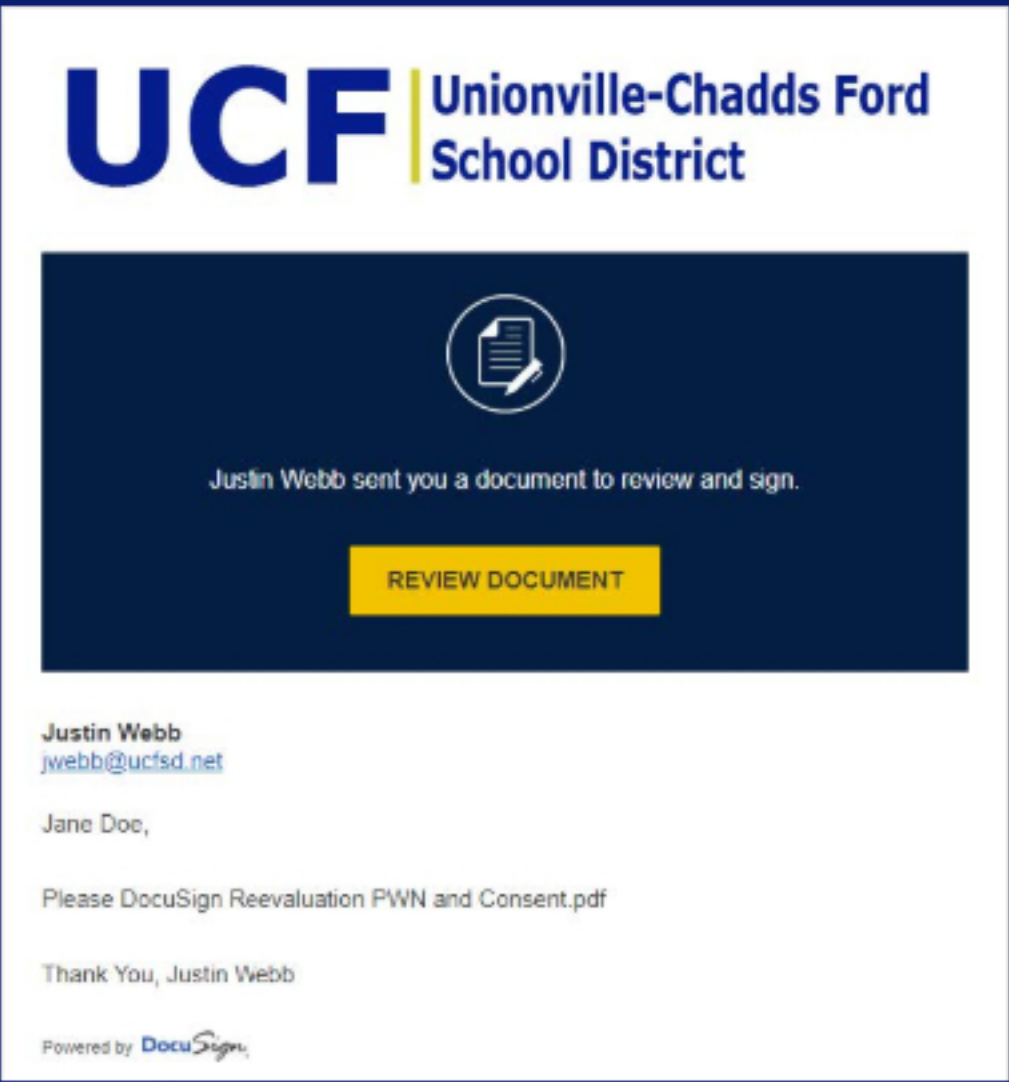 UCF
Unionville-Chadds Ford
School District
Justin Webb sent you a document to review and sign.
REVIEW DOCUMENT
Justin Webb
jwebb@ucfsd.net
Jane Doe,
Please DocuSign Reevaluation PWN and Consent.pdf
Thank You, Justin Webb
Powered by DocuSign